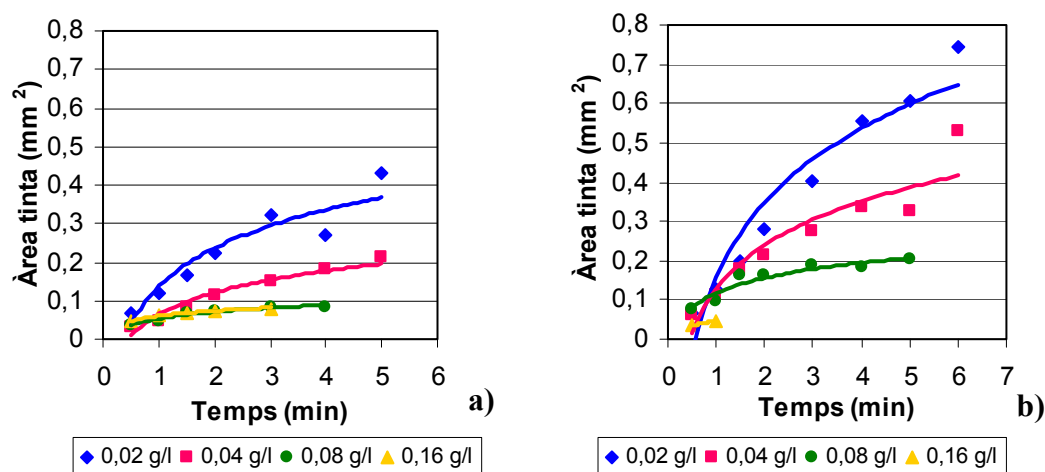 0,8
0,7
0,6
0,5
0,4
0,3
0,2
0,1
0
Àrea tinta (mm ²)
0 1 2 3 4 5 6
Temps (min)
a)
0,02 g/l 0,04 g/l 0,08 g/l 0,16 g/l
0,8
0,7
0,6
0,5
0,4
0,3
0,2
0,1
0
Àrea tinta (mm ²)
0 1 2 3 4 5 6 7
Temps (min)
b)
0,02 g/l 0,04 g/l 0,08 g/l 0,16 g/l